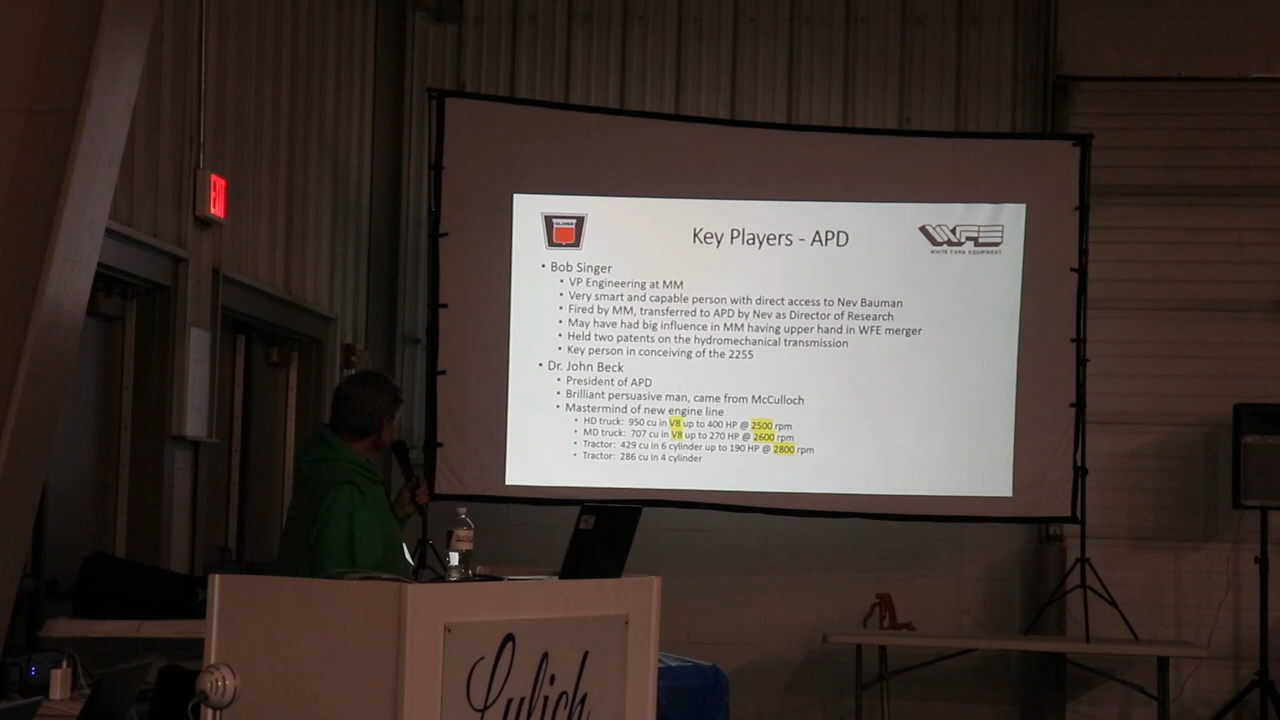 EXIT
OLIVER
Key Players - APD
WFE
WHITE FARM EQUIPMENT
• Bob Singer
• VP Engineering at MM
• Very smart and capable person with direct access to Nev Bauman
• Fired by MM, transferred to APD by Nev as Director of Research
• May have had big influence in MM having upper hand in WFE merger
• Held two patents on the hydromechanical transmission
• Key person in conceiving of the 2255
• Dr. John Beck
• President of APD
• Brilliant persuasive man, came from McCulloch
• Mastermind of new engine line
• HD truck: 950 cu in V8 up to 400 HP @ 2500 rpm
• MD truck: 707 cu in V8 up to 270 HP @ 2600 rpm
• Tractor: 429 cu in 6 cylinder up to 190 HP @ 2800 rpm
• Tractor: 286 cu in 4 cylinder
Lulich